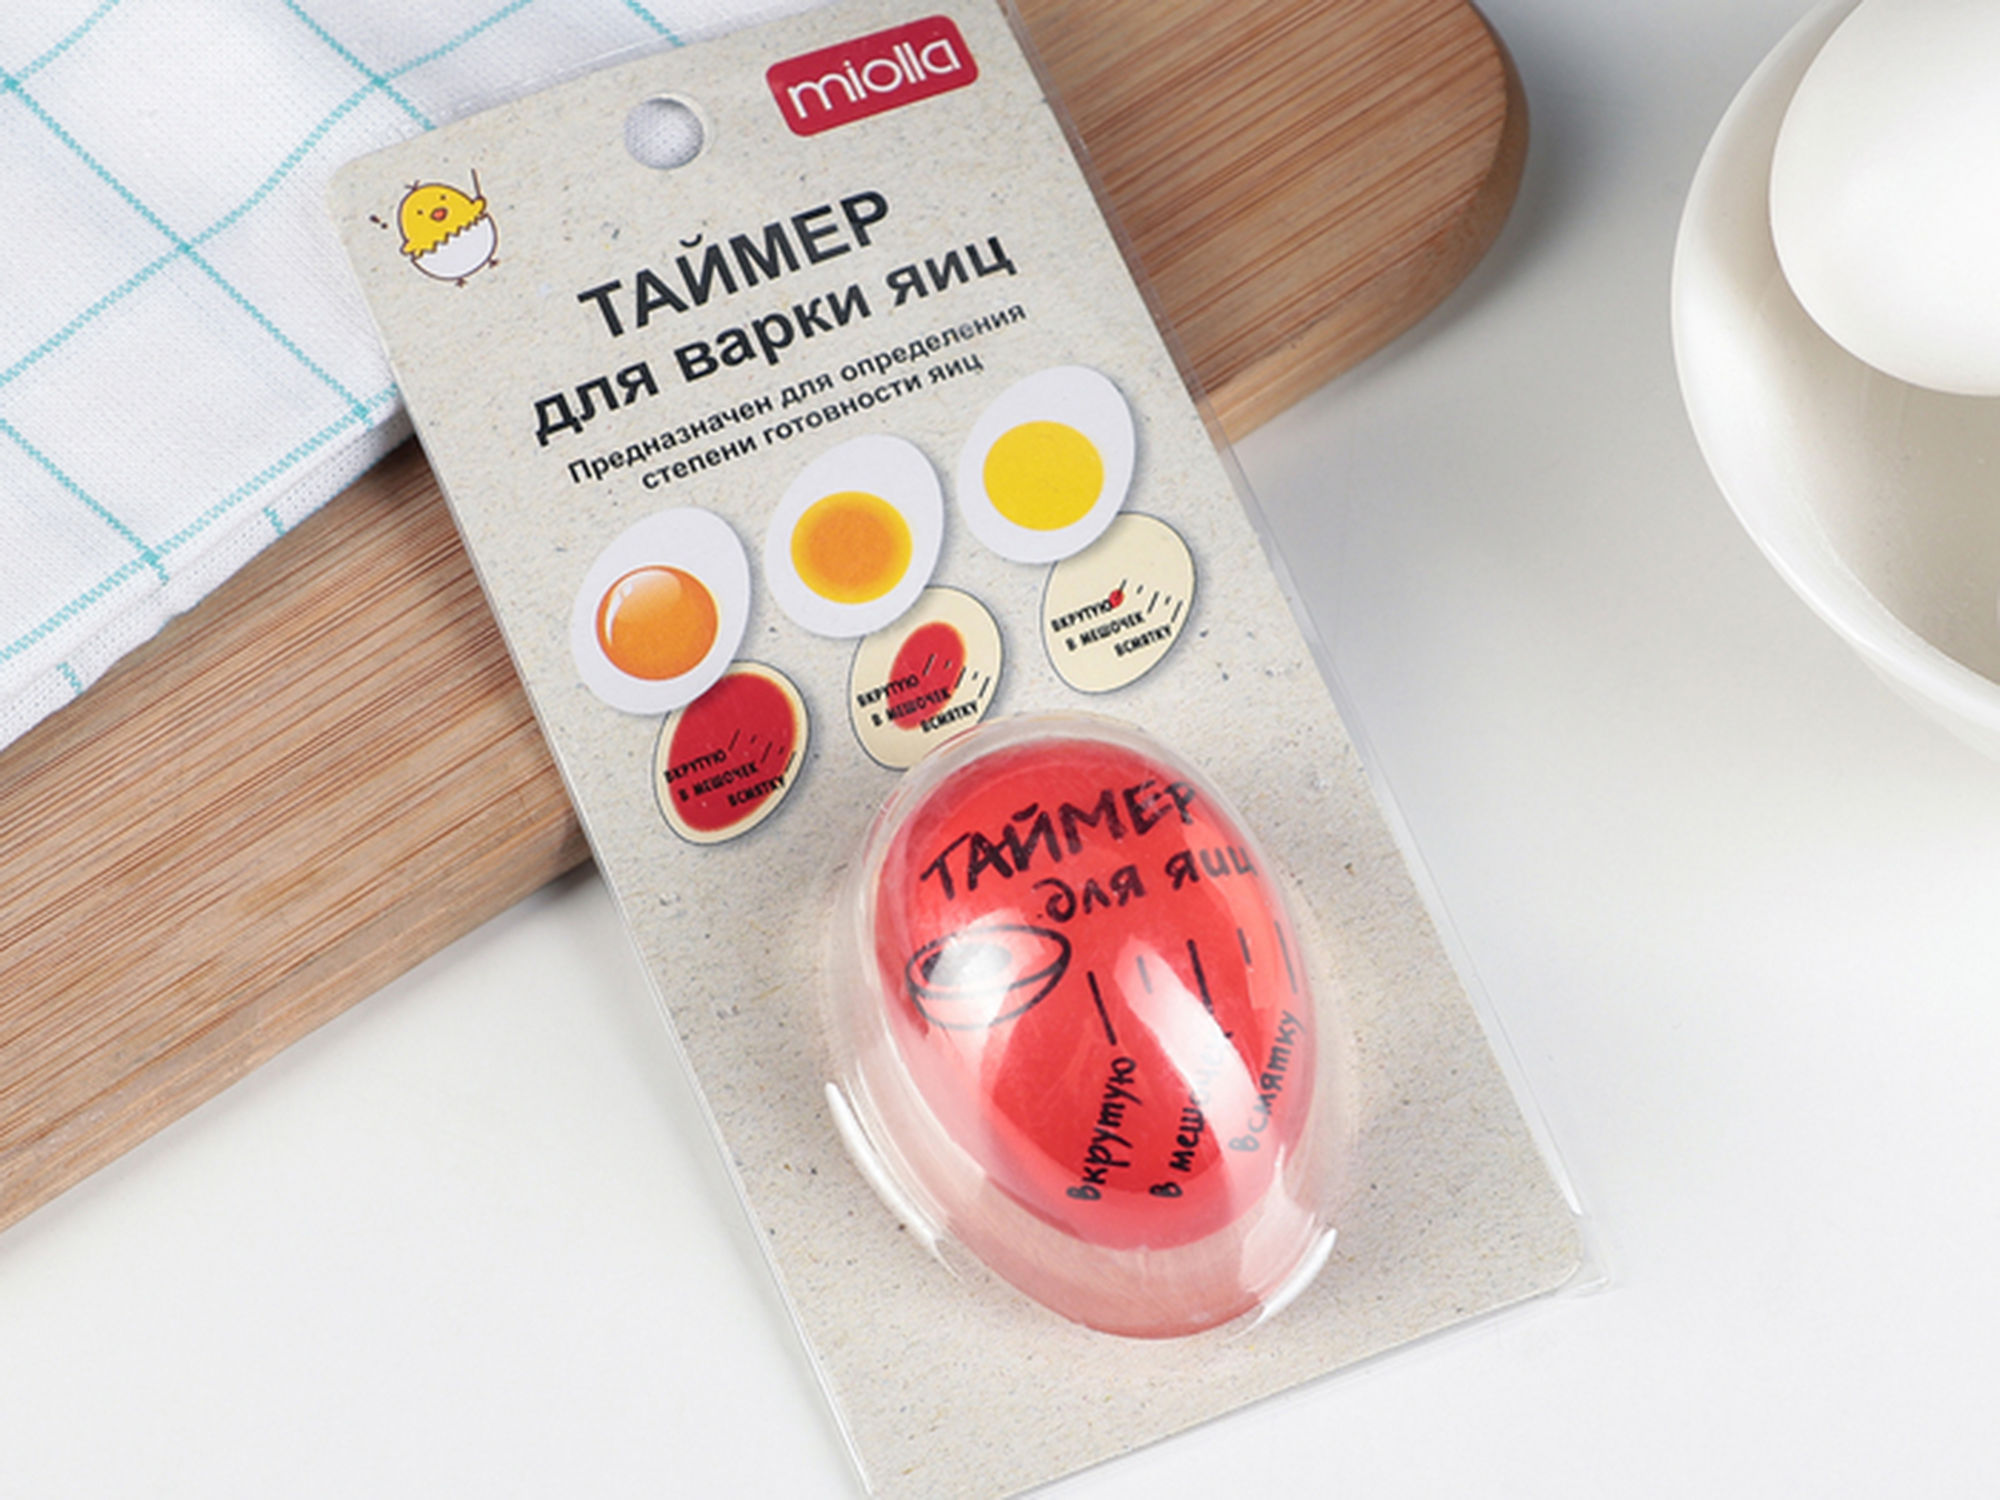 miolla
ТАЙМЕР
для варки яиц
Предназначен для определения
степени готовности яиц
ВКРУТУЮ
В МЕШОЧЕК
ВСМЯТКУ
ВКРУТУЮ
В МЕШОЧЕК
ВСМЯТКУ
ВКРУТУЮ
В МЕШОЧЕК
ВСМЯТКУ
ТАЙМЕР
для яиц
вкрутую
в мешочек
всмятку